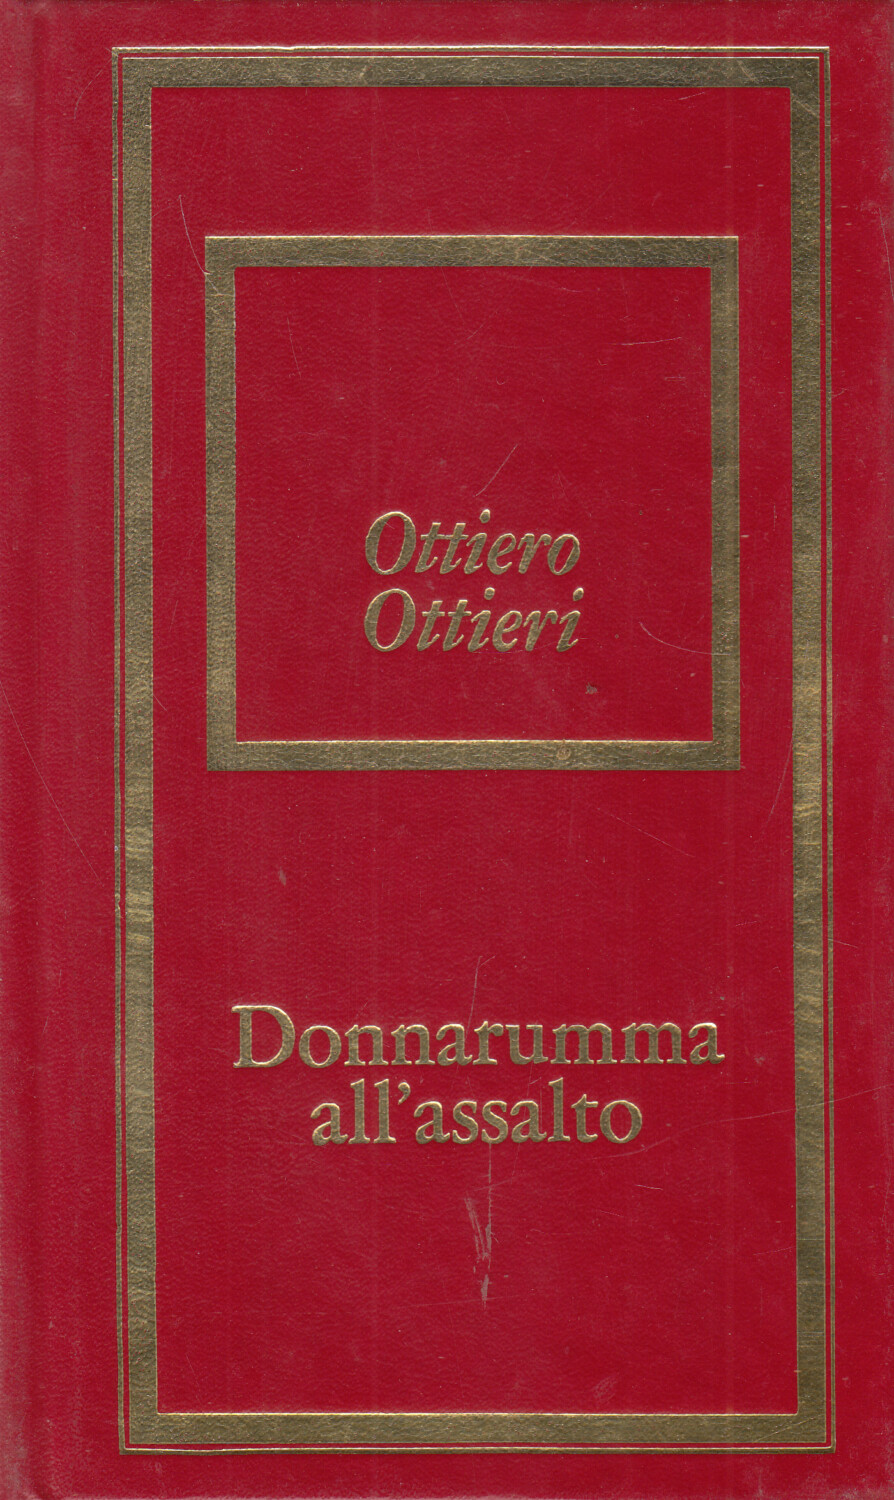 Ottiero
Ottieri
Donnarumma
all'assalto